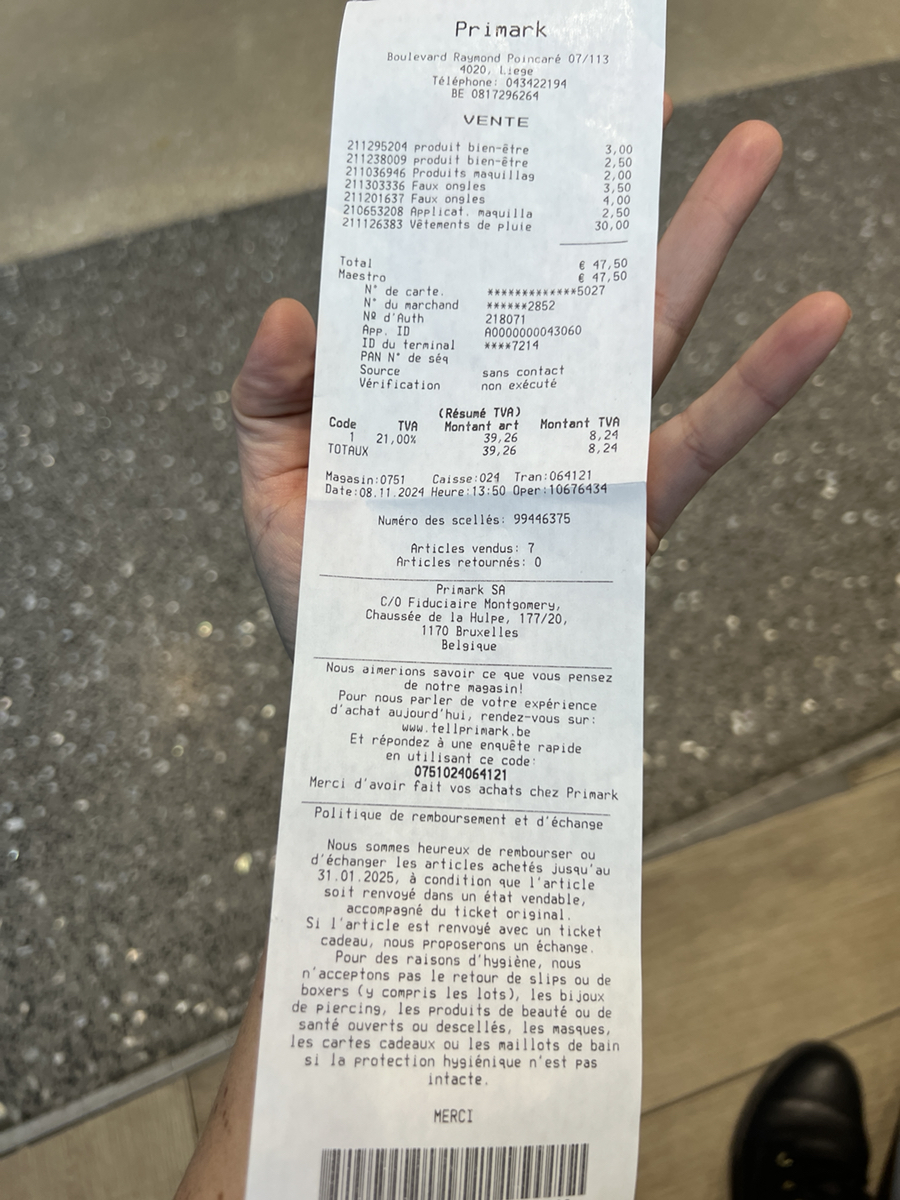 Primark
Boulevard Raymond Poincaré 07/113
4020, Liege
Téléphone: 043422194
BE 0817296264
VENTE
211295204 produit bien-être 3,00
211238009 produit bien-être 2,50
211036946 Produits maquillag 2,00
211303336 Faux ongles 3,50
211201637 Faux ongles 4,00
210653208 Applicat. maquilla 2,50
211126383 Vêtements de pluie 30,00
Total € 47,50
Maestro € 47,50
N° de carte. *************5027
N° du marchand ******2852
Nº d'Auth 218071
App. ID A0000000043060
ID du terminal ****7214
PAN N° de séq
Source sans contact
Vérification non exécuté
(Résumé TVA)
Code TVA Montant art Montant TVA
1 21,00% 39,26 8,24
TOTAUX 39,26 8,24
Magasin:0751 Caisse:024 Tran:064121
Date:08.11.2024 Heure:13:50 Oper:10676434
Numéro des scellés: 99446375
Articles vendus: 7
Articles retournés: 0
Primark SA
C/O Fiduciaire Montgomery,
Chaussée de la Hulpe, 177/20,
1170 Bruxelles
Belgique
Nous aimerions savoir ce que vous pensez
de notre magasin!
Pour nous parler de votre expérience
d'achat aujourd'hui, rendez-vous sur:
www.tellprimark.be
Et répondez à une enquête rapide
en utilisant ce code:
0751024064121
Merci d'avoir fait vos achats chez Primark
Politique de remboursement et d'échange
Nous sommes heureux de rembourser ou
d'échanger les articles achetés jusqu'au
31.01.2025, à condition que l'article
soit renvoyé dans un état vendable,
accompagné du ticket original.
Si l'article est renvoyé avec un ticket
cadeau, nous proposerons un échange.
Pour des raisons d'hygiène, nous
n'acceptons pas le retour de slips ou de
boxers (y compris les lots), les bijoux
de piercing, les produits de beauté ou de
santé ouverts ou descellés, les masques,
les cartes cadeaux ou les maillots de bain
si la protection hygiénique n'est pas
intacte.
MERCI